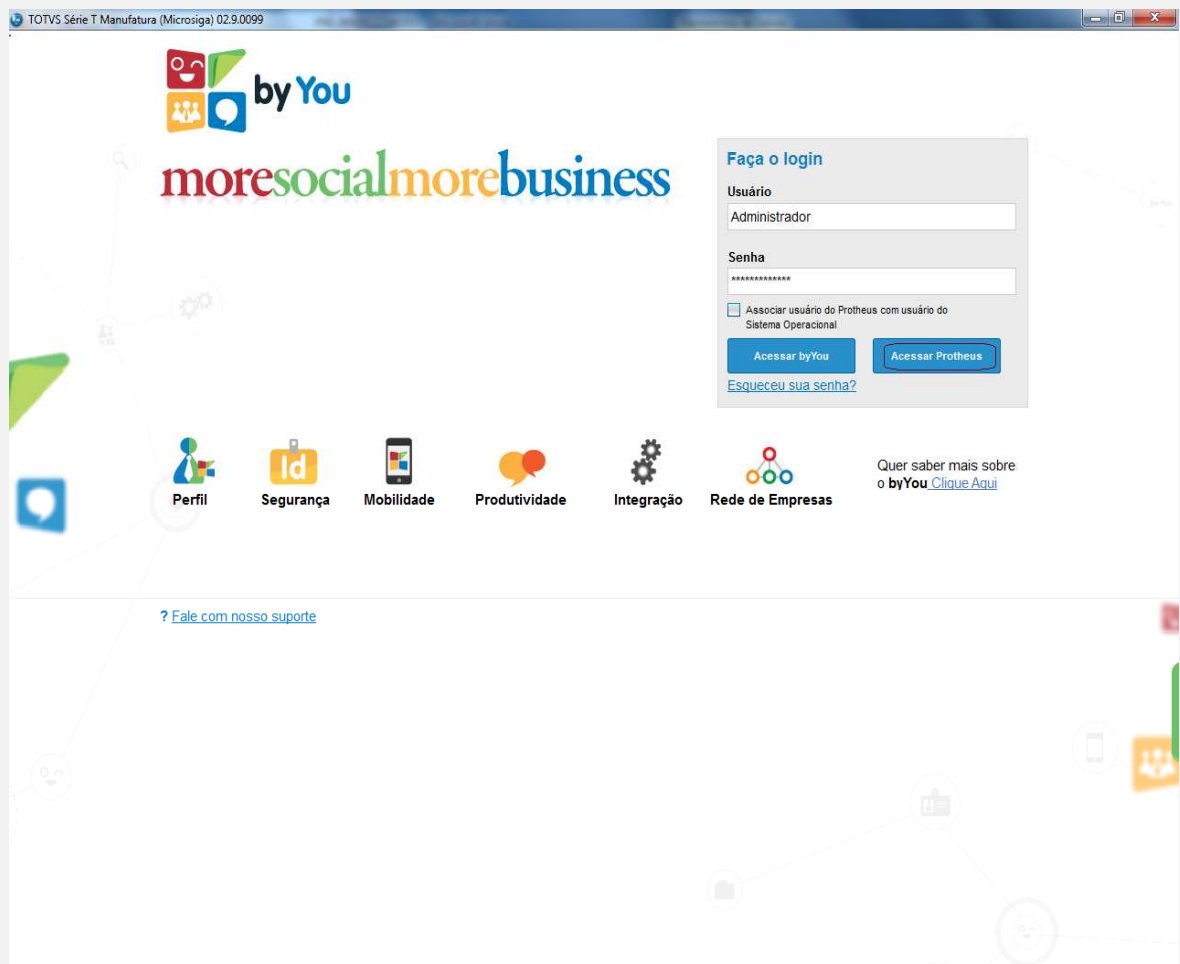 TOTVS Série T Manufatura (Microsiga) 02.9.0099
by You
moresocialmorebusiness
Faça o login
Usuário
Administrador
Senha
*************
Associar usuário do Protheus com usuário do
Sistema Operacional
Acessar byYou
Acessar Protheus
Esqueceu sua senha?
Id
Perfil
Segurança
Mobilidade
Produtividade
Integração
Rede de Empresas
Quer saber mais sobre
o byYou Clique Aqui
? Fale com nosso suporte